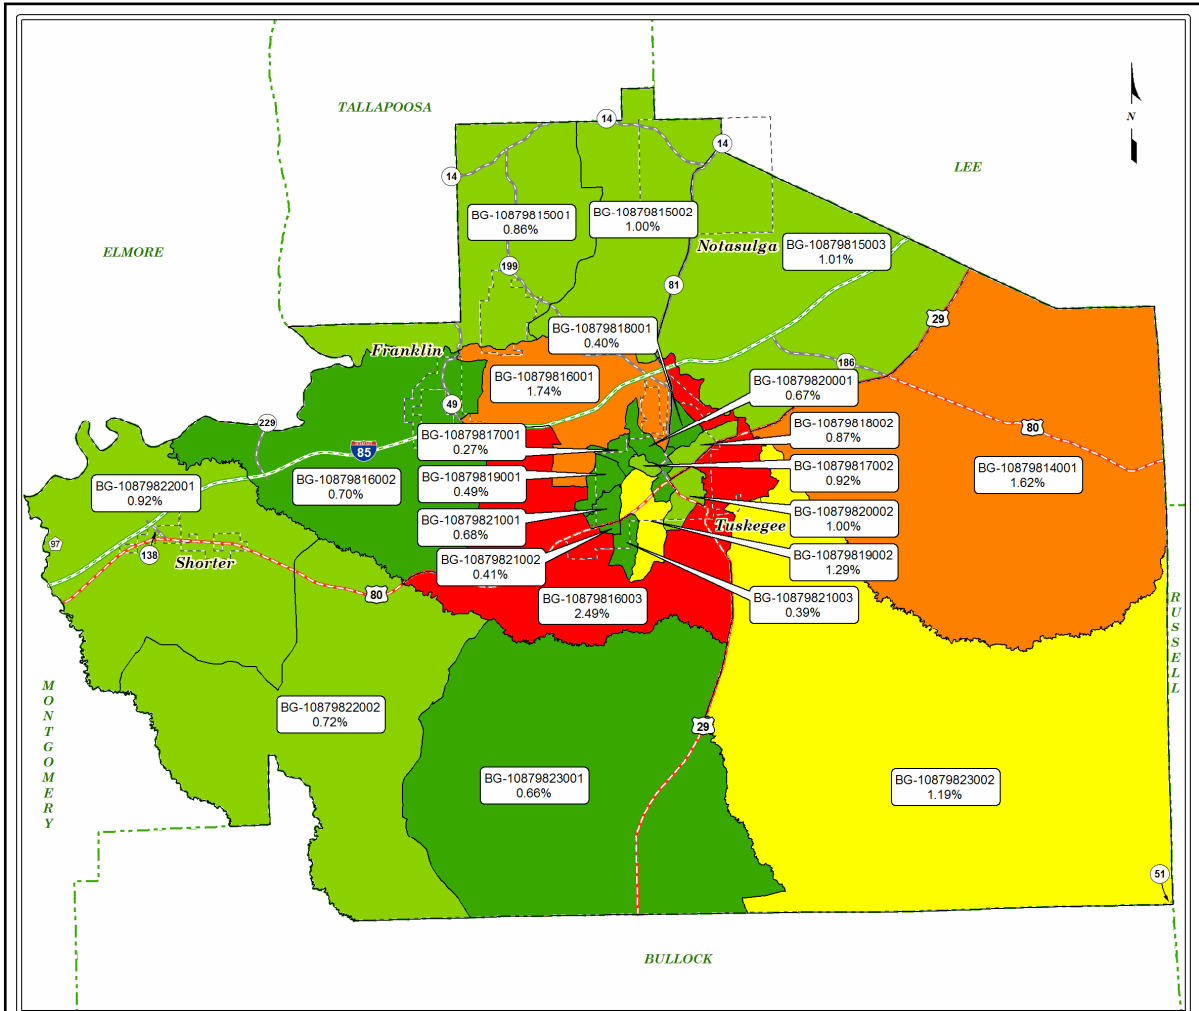 TALLAPOOSA
14
N
14
14
LEE
BG-10879815001
0.86%
BG-10879815002
1.00%
BG-10879815003
1.01%
Notasulga
ELMORE
199
81
29
BG-10879818001
0.40%
Franklin
186
BG-10879816001
1.74%
BG-10879820001
0.67%
49
229
80
BG-10879818002
0.87%
BG-10879817001
0.27%
85
BG-10879817002
0.92%
BG-10879814001
1.62%
BG-10879822001
0.92%
BG-10879816002
0.70%
BG-10879819001
0.49%
BG-10879820002
1.00%
Tuskegee
BG-10879821001
0.68%
97
138
Shorter
BG-10879821002
0.41%
BG-10879819002
1.29%
80
BG-10879816003
2.49%
BG-10879821003
0.39%
RUSSELL
MONTGOMERY
BG-10879822002
0.72%
29
BG-10879823001
0.66%
BG-10879823002
1.19%
51
BULLOCK